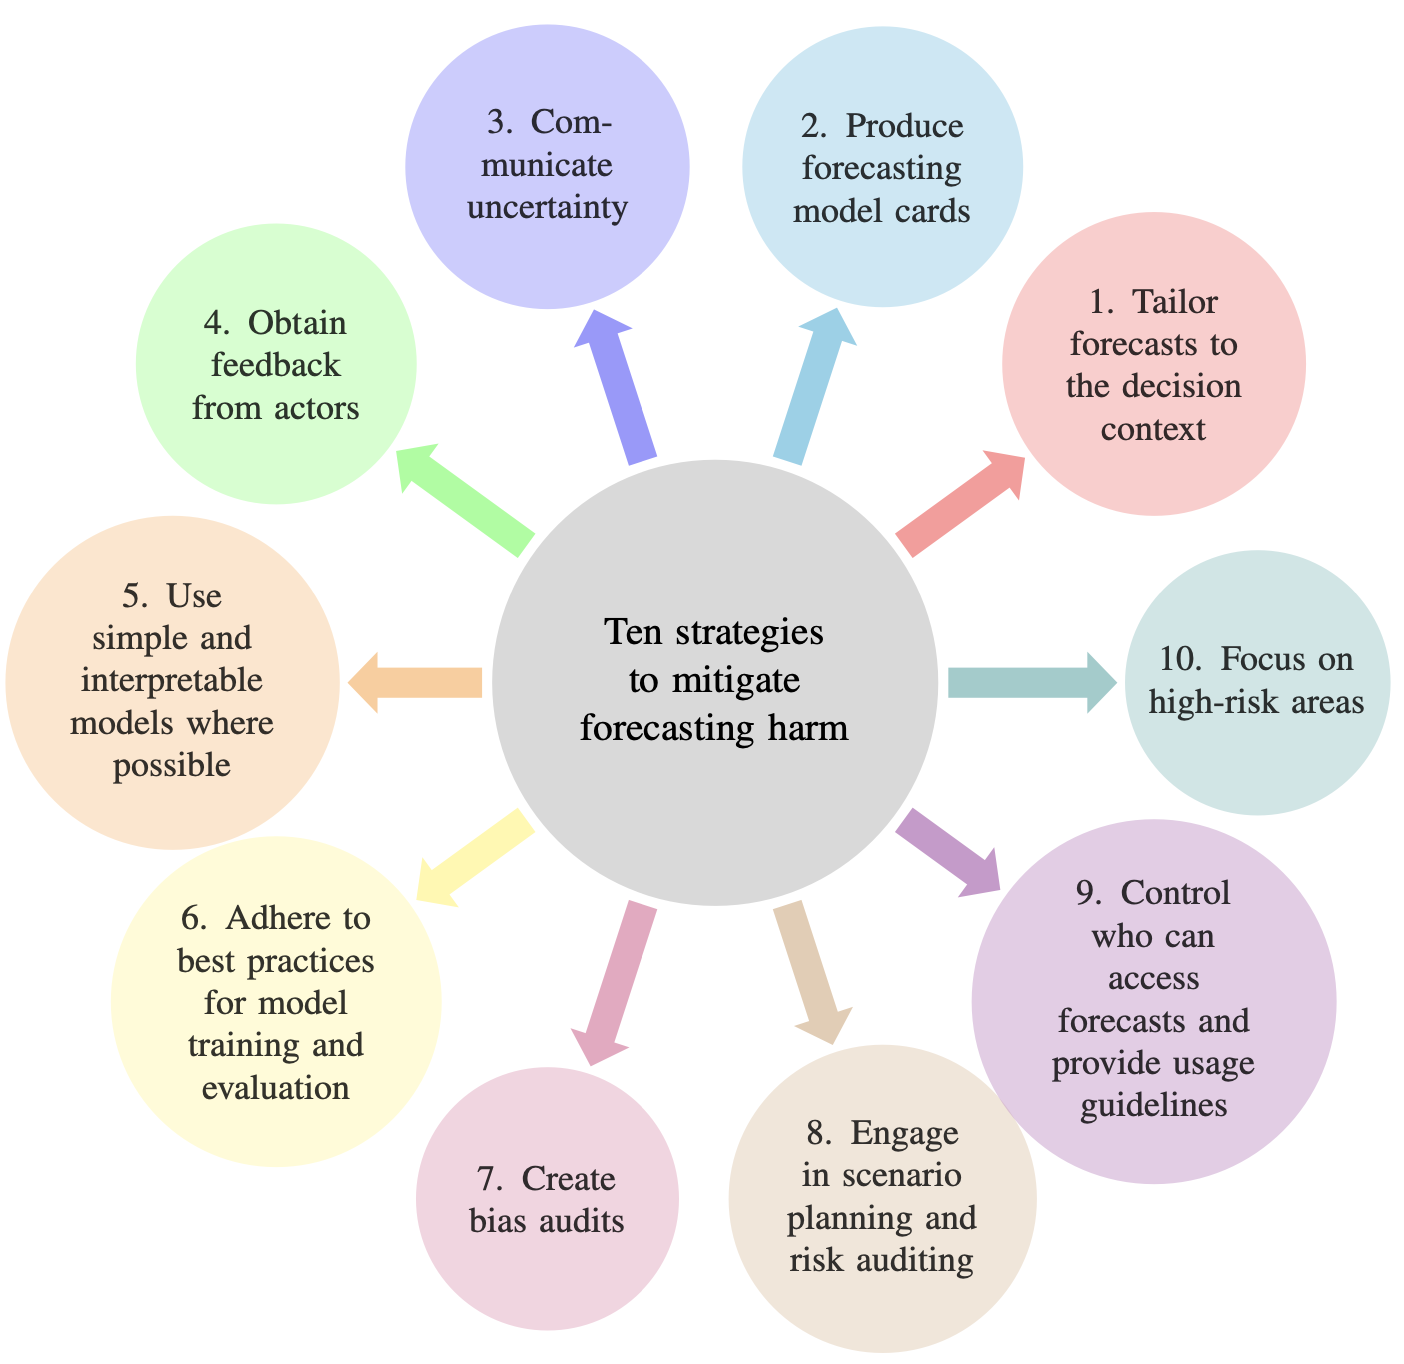 Ten strategies
to mitigate
forecasting harm
1. Tailor
forecasts to
the decision
context
2. Produce
forecasting
model cards
3. Com-
municate
uncertainty
4. Obtain
feedback
from actors
5. Use
simple and
interpretable
models where
possible
6. Adhere to
best practices
for model
training and
evaluation
7. Create
bias audits
8. Engage
in scenario
planning and
risk auditing
9. Control
who can
access
forecasts and
provide usage
guidelines
10. Focus on
high-risk areas